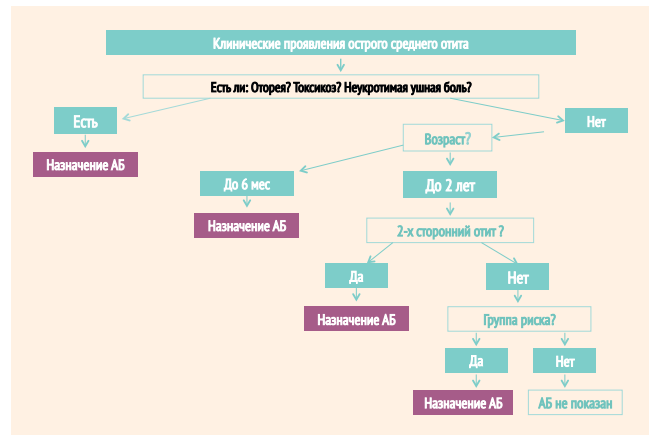 Клинические проявления острого среднего отита
Есть ли: Оторея? Токсикоз? Неукротимая ушная боль?
Есть
Нет
Назначение АБ
Возраст?
До 6 мес
До 2 лет
Назначение АБ
2-х сторонний отит ?
Да
Нет
Назначение АБ
Группа риска?
Да
Нет
Назначение АБ
АБ не показан